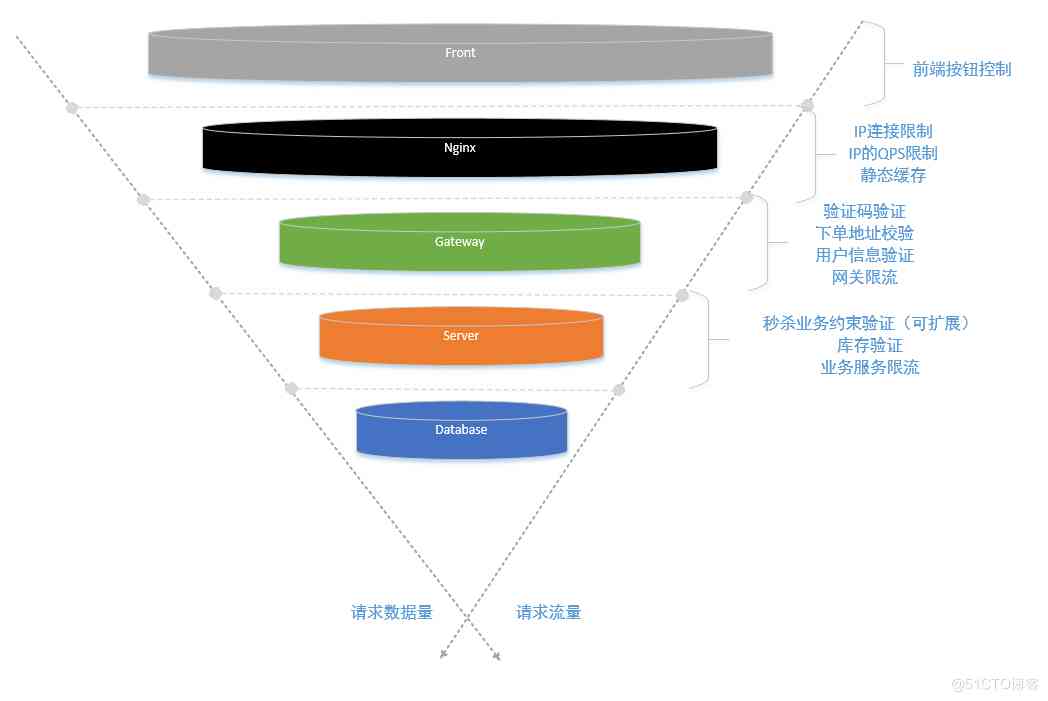 Front
前端按钮控制
Nginx
IP连接限制
IP的QPS限制
静态缓存
Gateway
验证码验证
下单地址校验
用户信息验证
网关限流
Server
秒杀业务约束验证（可扩展）
库存验证
业务服务限流
Database
请求数据量
请求流量
@51CTO博客